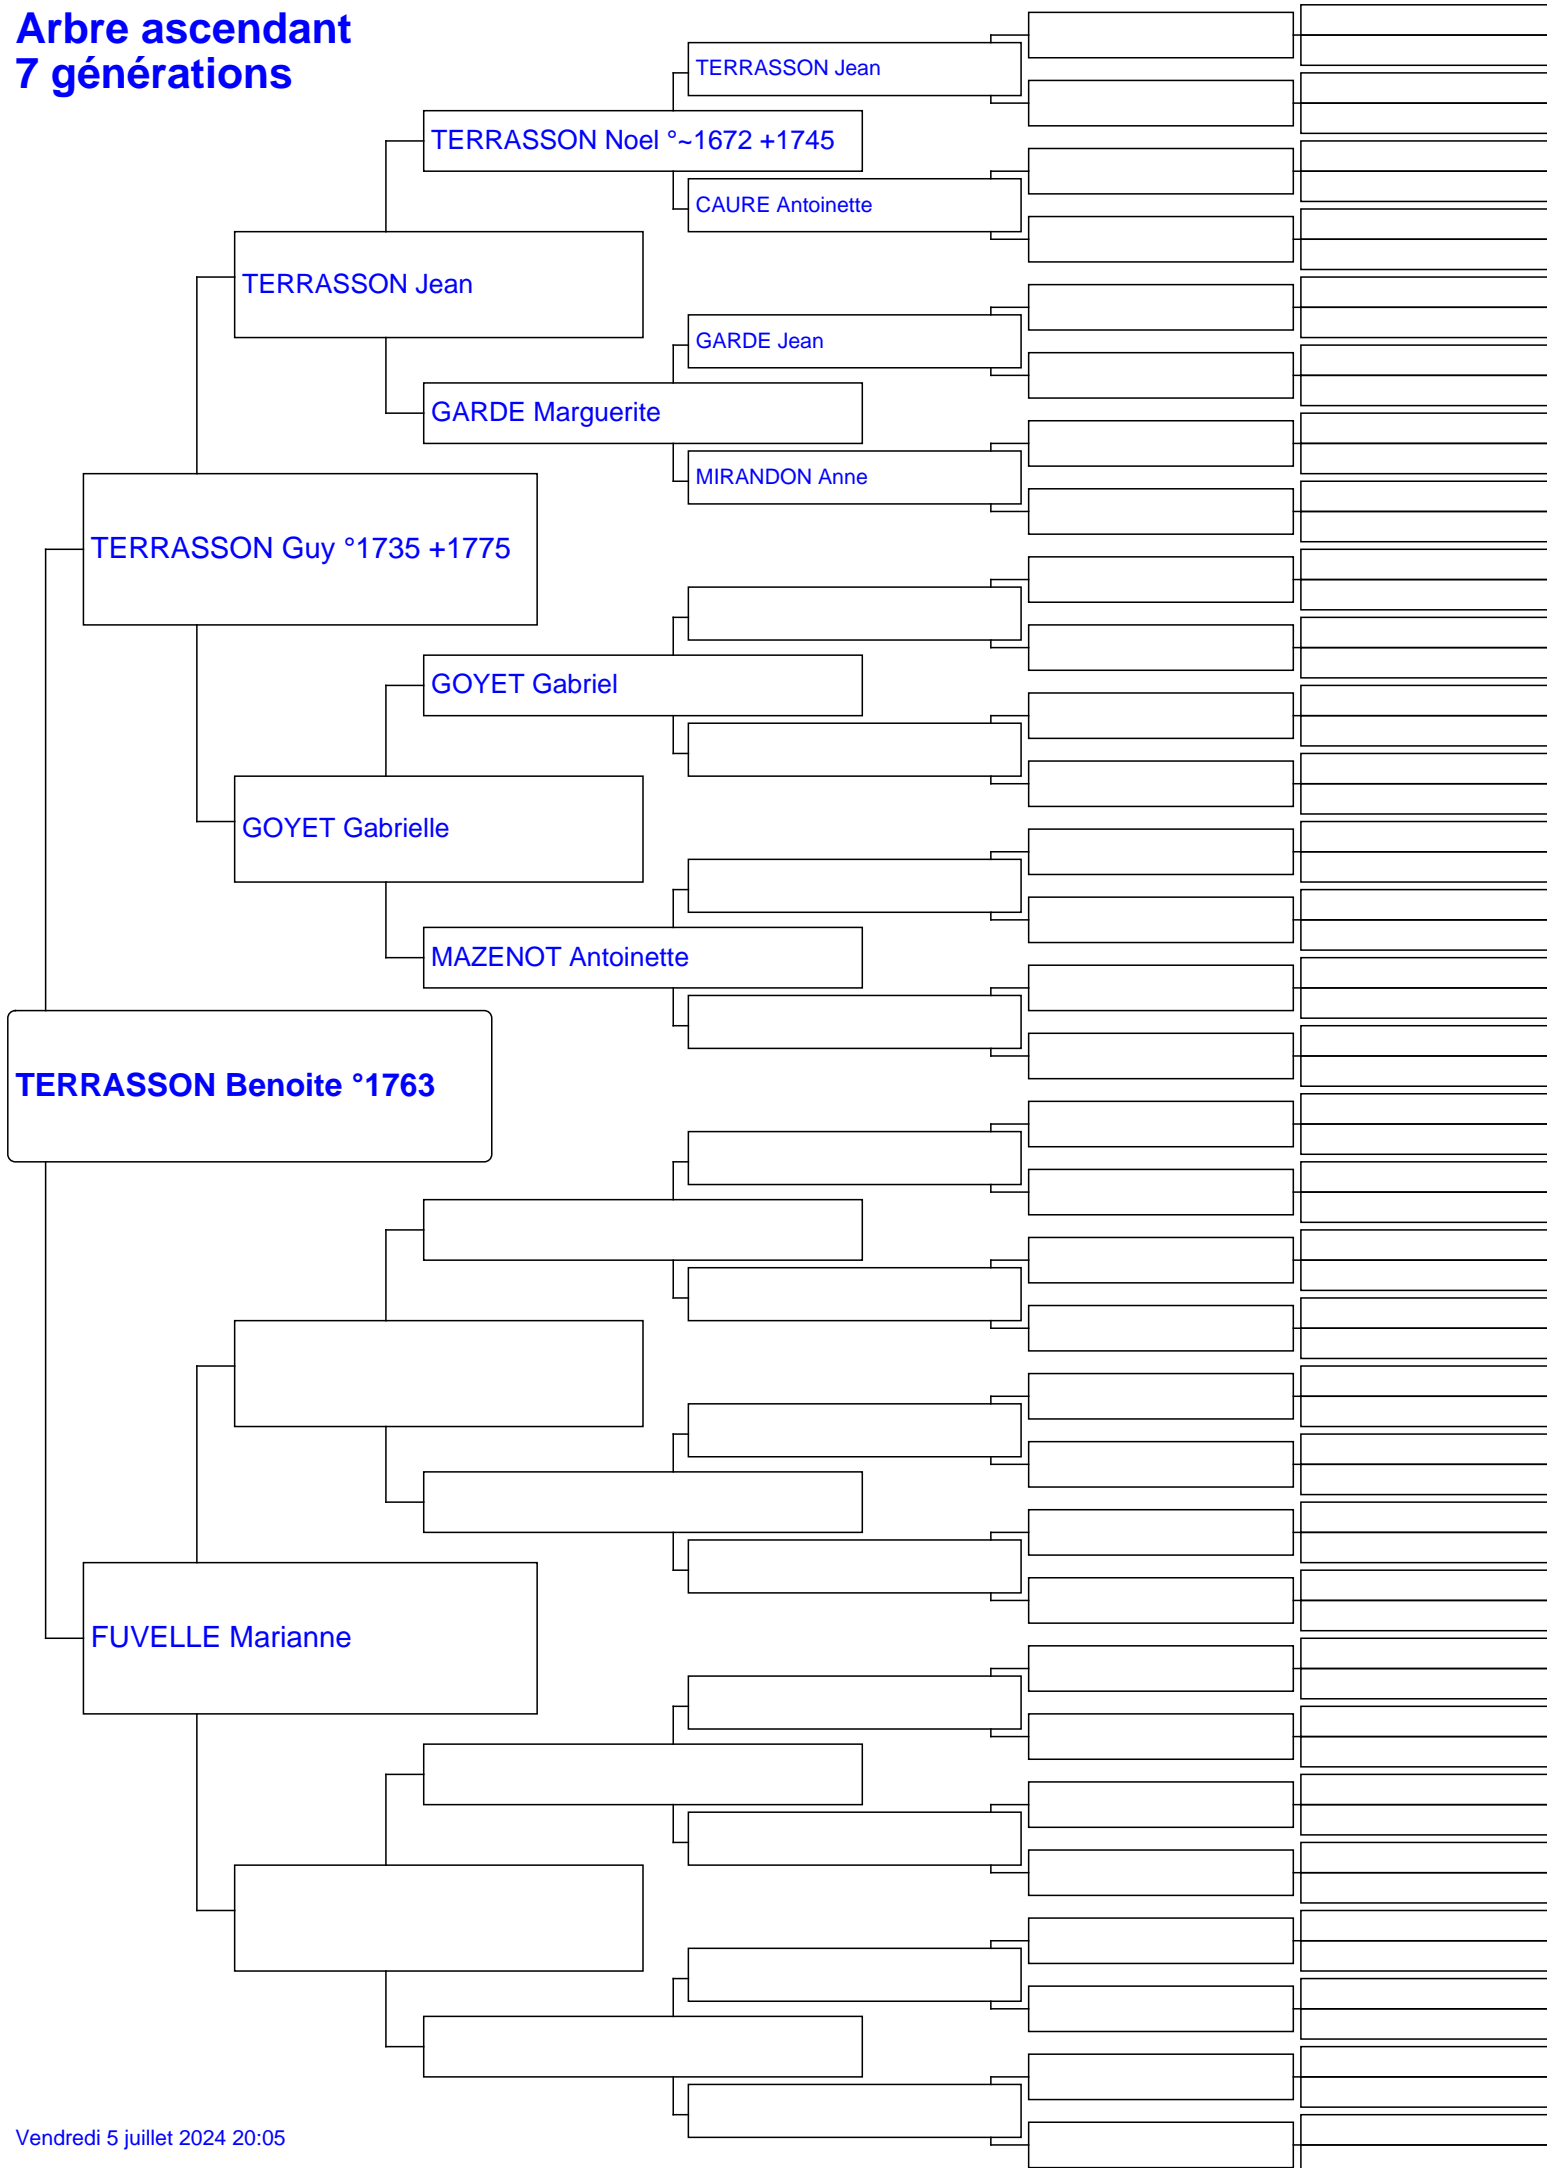 Arbre ascendant
7 générations
TERRASSON Jean
TERRASSON Noel °~1672 +1745
CAURE Antoinette
TERRASSON Jean
GARDE Jean
GARDE Marguerite
MIRANDON Anne
TERRASSON Guy °1735 +1775
GOYET Gabriel
GOYET Gabrielle
MAZENOT Antoinette
TERRASSON Benoite °1763
FUVELLE Marianne
Vendredi 5 juillet 2024 20:05